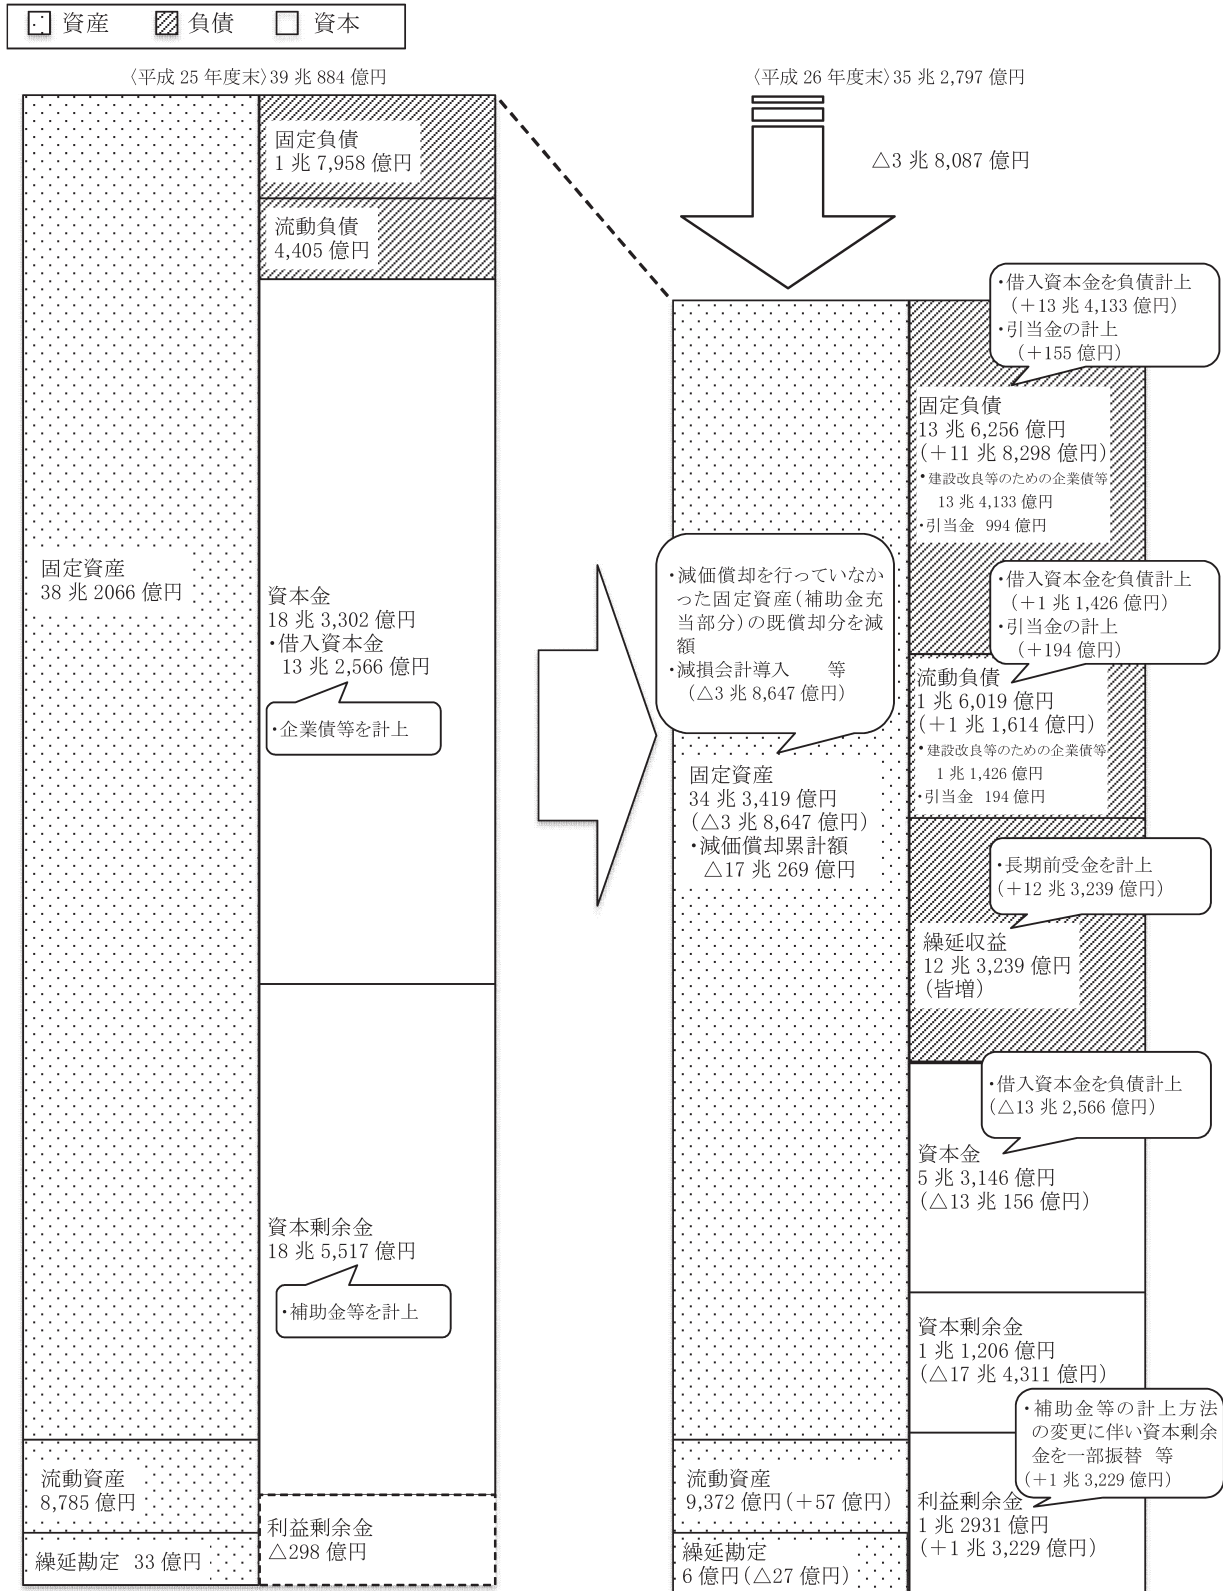 資産 負債 資本
〈平成 25 年度末〉39 兆 884 億円
固定負債
1 兆 7,958 億円
流動負債
4,405 億円
固定資産
38 兆 2066 億円
資本金
18 兆 3,302 億円
・借入資本金
13 兆 2,566 億円
・企業債等を計上
資本剰余金
18 兆 5,517 億円
・補助金等を計上
流動資産
8,785 億円
利益剰余金
△298 億円
繰延勘定 33 億円
〈平成 26 年度末〉35 兆 2,797 億円
△3 兆 8,087 億円
・減価償却を行っていなか
った固定資産(補助金充
当部分)の既償却分を減
額
・減損会計導入 等
(△3 兆 8,647 億円)
固定資産
34 兆 3,419 億円
(△3 兆 8,647 億円)
・減価償却累計額
△17 兆 269 億円
流動資産
9,372 億円(+57 億円)
繰延勘定
6 億円(△27 億円)
・借入資本金を負債計上
(+13 兆 4,133 億円)
・引当金の計上
(+155 億円)
固定負債
13 兆 6,256 億円
(+11 兆 8,298 億円)
・建設改良等のための企業債等
13 兆 4,133 億円
・引当金 994 億円
・借入資本金を負債計上
(+1 兆 1,426 億円)
・引当金の計上
(+194 億円)
流動負債
1 兆 6,019 億円
(+1 兆 1,614 億円)
・建設改良等のための企業債等
1 兆 1,426 億円
・引当金 194 億円
・長期前受金を計上
(+12 兆 3,239 億円)
繰延収益
12 兆 3,239 億円
(皆増)
・借入資本金を負債計上
(△13 兆 2,566 億円)
資本金
5 兆 3,146 億円
(△13 兆 156 億円)
資本剰余金
1 兆 1,206 億円
(△17 兆 4,311 億円)
・補助金等の計上方法
の変更に伴い資本剰余
金を一部振替 等
(+1 兆 3,229 億円)
利益剰余金
1 兆 2931 億円
(+1 兆 3,229 億円)